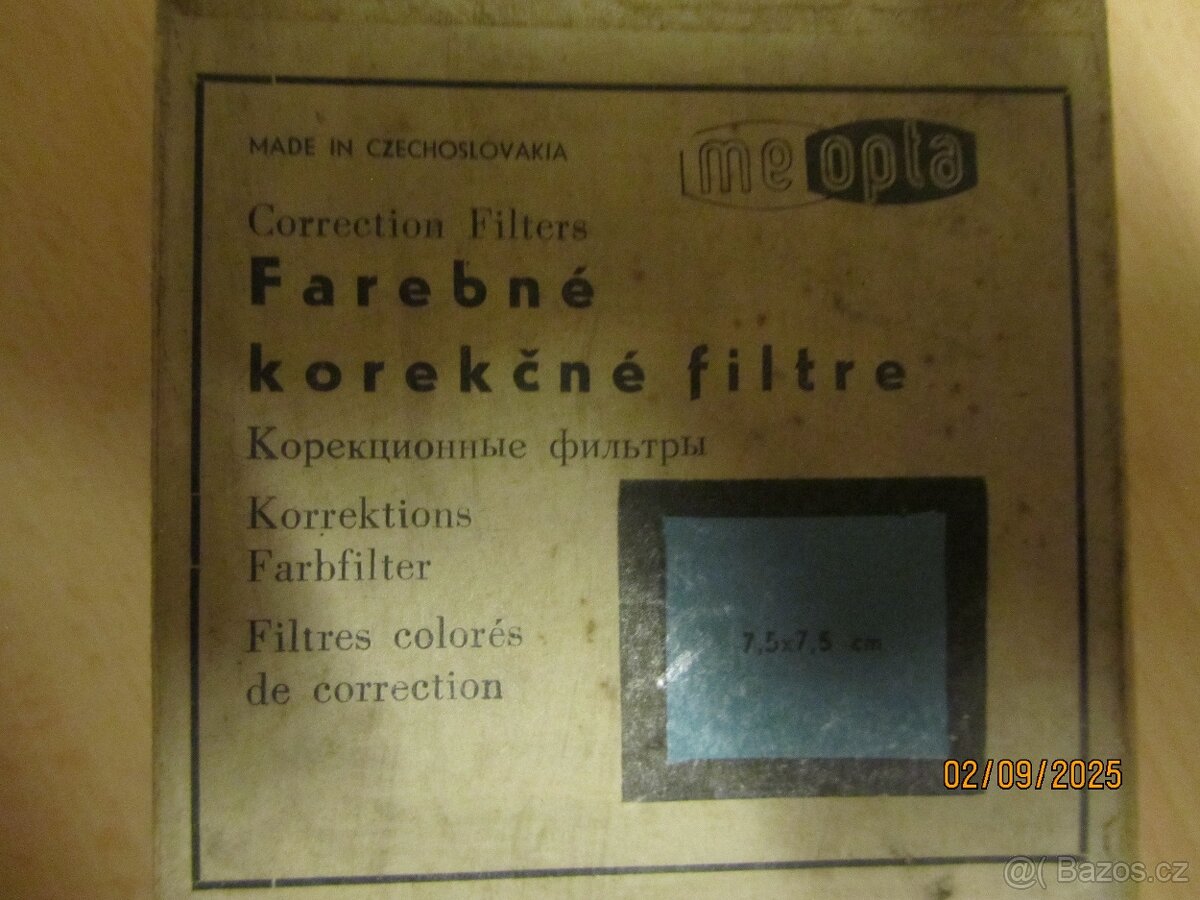 MADE IN CZECHOSLOVAKIA
meopta
Correction Filters
Farebné
korekčné filtre
Корекционные фильтры
Korrektions
Farbfilter
Filtres colorés
de correction
7,5x7,5 cm
02/09/2025
@( Bazos.cz